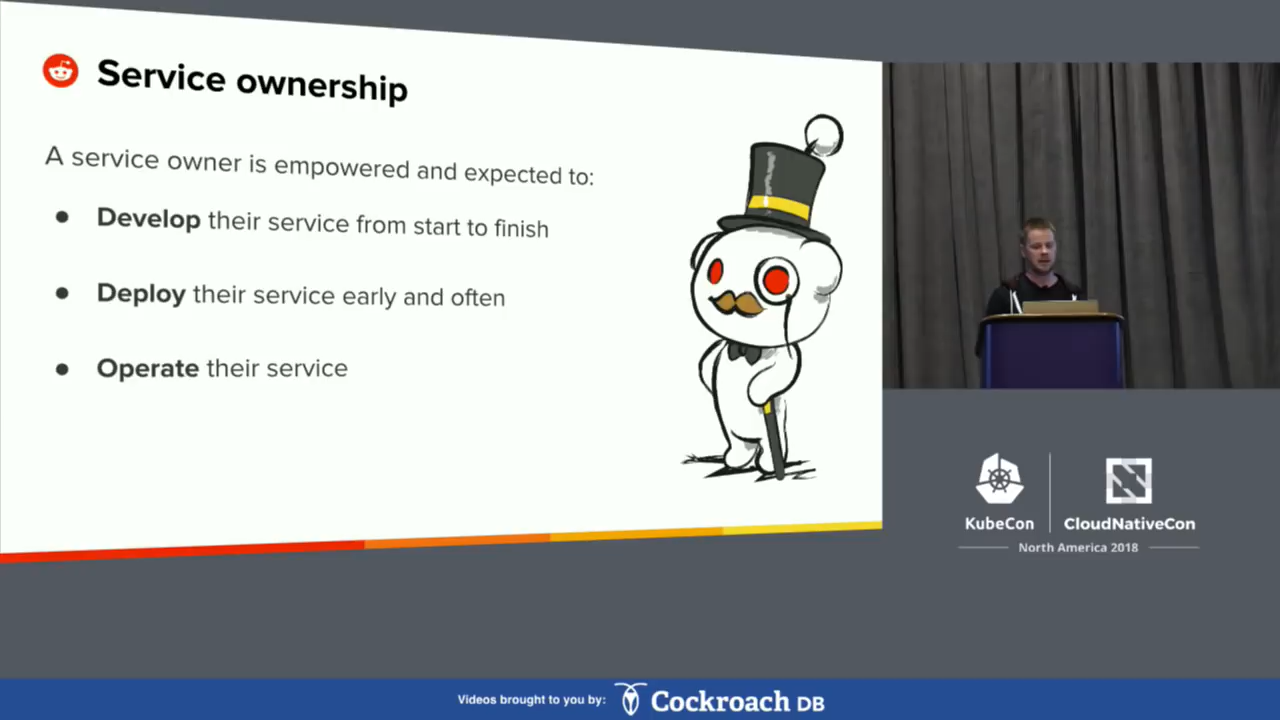 Service ownership
A service owner is empowered and expected to:
● Develop their service from start to finish
● Deploy their service early and often
● Operate their service
KubeCon
CloudNativeCon
North America 2018
Videos brought to you by:
Cockroach DB